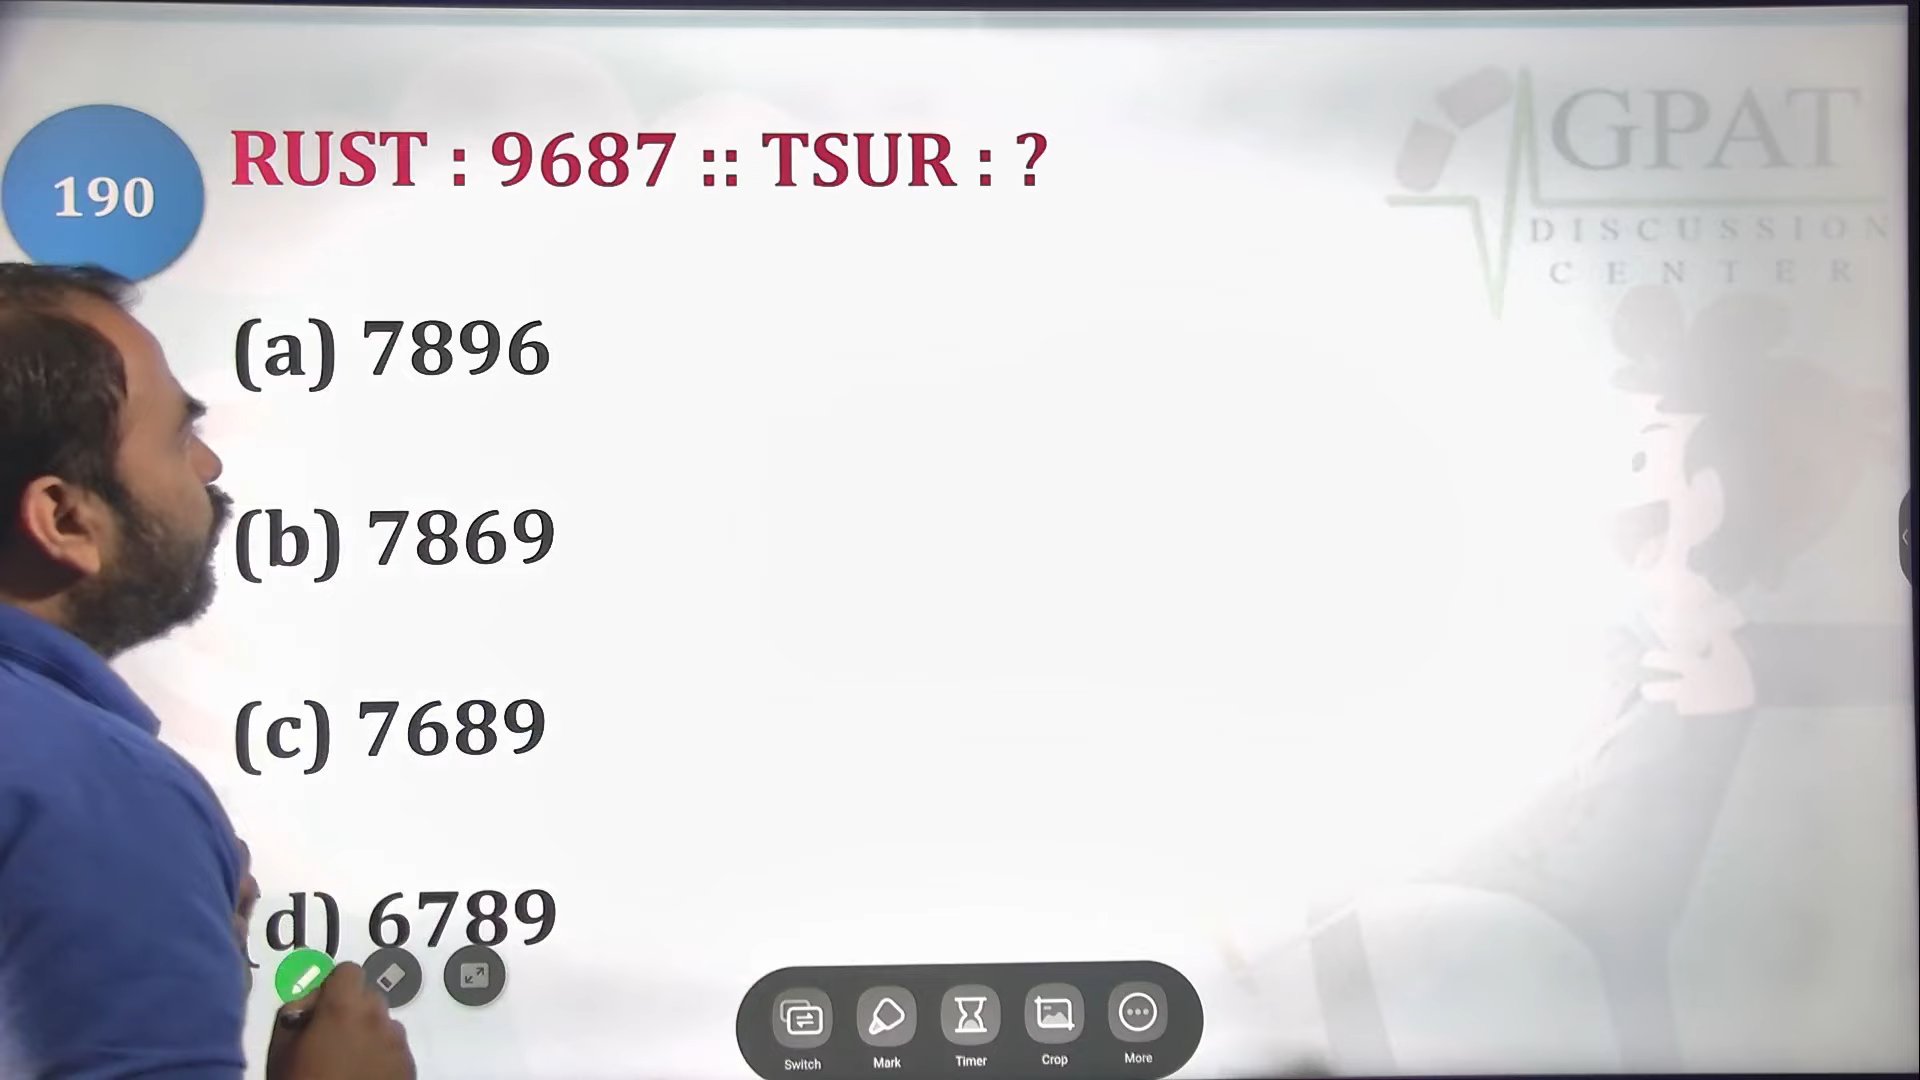 GPAT
DISCUSSION
CENTER
190
RUST : 9687 :: TSUR : ?
(a) 7896
(b) 7869
(c) 7689
(d) 6789
Switch
Mark
Timer
Crop
More